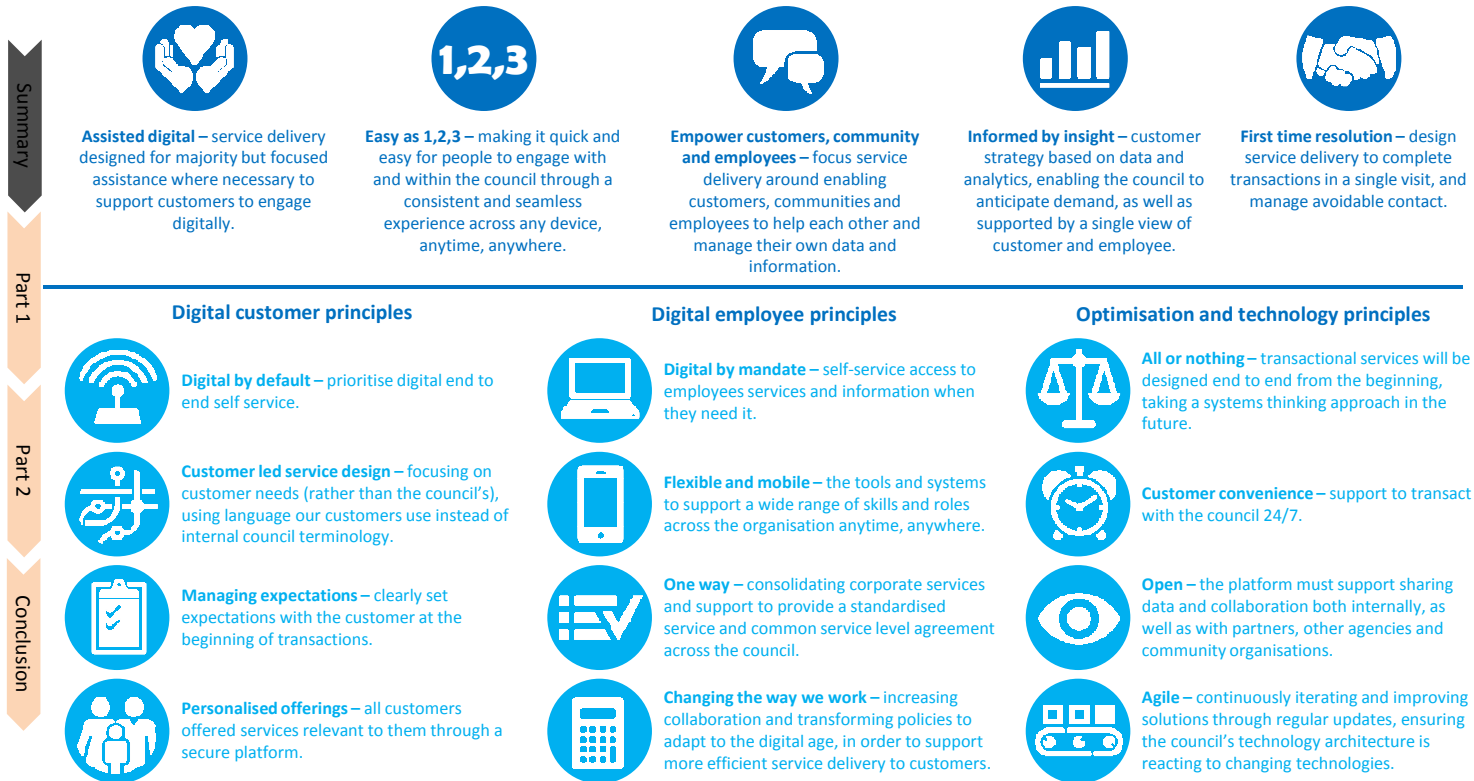 Summary
Part 1
Part 2
Conclusion
1,2,3
Assisted digital – service delivery
designed for majority but focused
assistance where necessary to
support customers to engage
digitally.
Easy as 1,2,3 – making it quick and
easy for people to engage with
and within the council through a
consistent and seamless
experience across any device,
anytime, anywhere.
Empower customers, community
and employees – focus service
delivery around enabling
customers, communities and
employees to help each other and
manage their own data and
information.
Informed by insight – customer
strategy based on data and
analytics, enabling the council to
anticipate demand, as well as
supported by a single view of
customer and employee.
First time resolution – design
service delivery to complete
transactions in a single visit, and
manage avoidable contact.
Digital customer principles
Digital by default – prioritise digital end to
end self service.
Customer led service design – focusing on
customer needs (rather than the council's),
using language our customers use instead of
internal council terminology.
Managing expectations – clearly set
expectations with the customer at the
beginning of transactions.
Personalised offerings – all customers
offered services relevant to them through a
secure platform.
Digital employee principles
Digital by mandate – self-service access to
employees services and information when
they need it.
Flexible and mobile – the tools and systems
to support a wide range of skills and roles
across the organisation anytime, anywhere.
One way – consolidating corporate services
and support to provide a standardised
service and common service level agreement
across the council.
Changing the way we work – increasing
collaboration and transforming policies to
adapt to the digital age, in order to support
more efficient service delivery to customers.
Optimisation and technology principles
All or nothing – transactional services will be
designed end to end from the beginning,
taking a systems thinking approach in the
future.
Customer convenience – support to transact
with the council 24/7.
Open – the platform must support sharing
data and collaboration both internally, as
well as with partners, other agencies and
community organisations.
Agile – continuously iterating and improving
solutions through regular updates, ensuring
the council's technology architecture is
reacting to changing technologies.